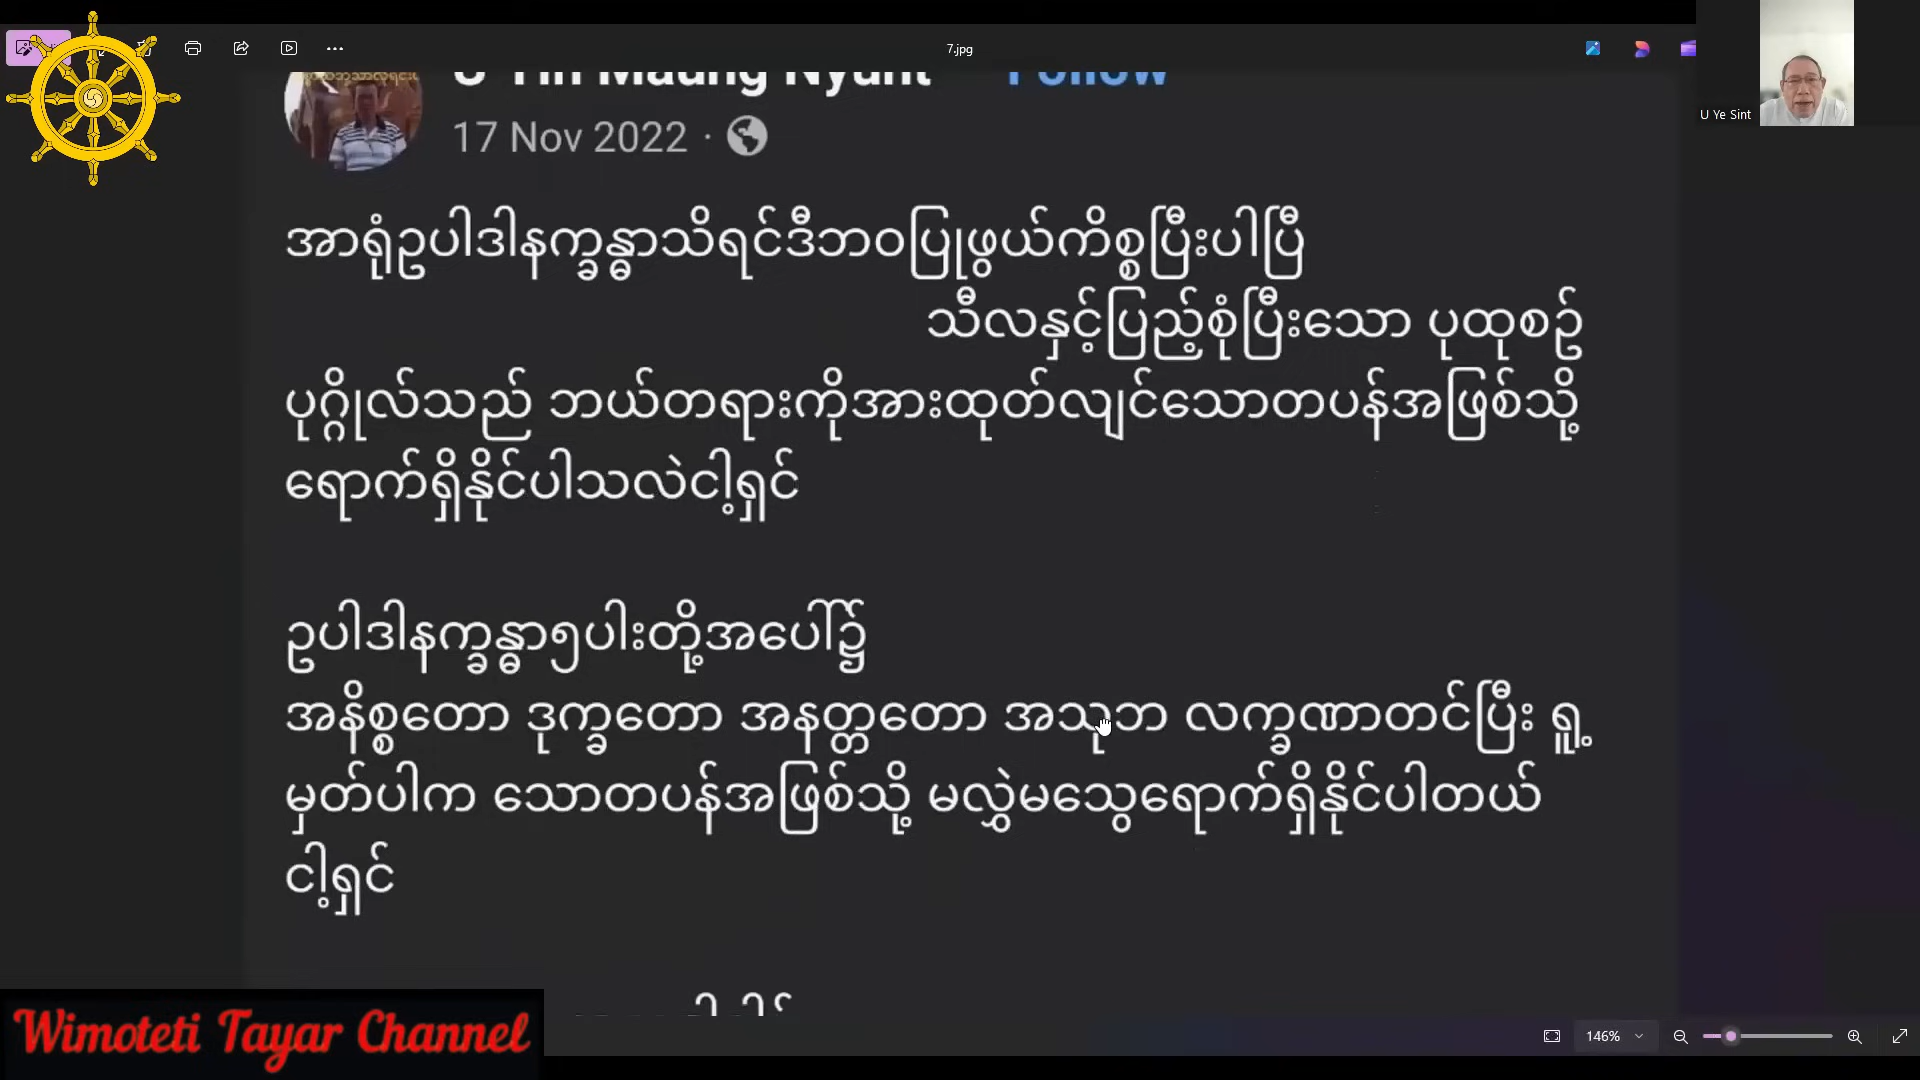 7.jpg
U Ye Sint
U Tin Maung Nyunt Follow
17 Nov 2022 ·
အာရုံဥပါဒါနက္ခန္ဓာသိရင်ဒီဘဝပြုဖွယ်ကိစ္စပြီးပါပြီ
သီလနှင့်ပြည့်စုံပြီးသော ပုထုစဥ်
ပုဂ္ဂိုလ်သည် ဘယ်တရားကိုအားထုတ်လျင်သောတပန်အဖြစ်သို့
ရောက်ရှိနိုင်ပါသလဲငါ့ရှင်
ဥပါဒါနက္ခန္ဓာ၅ပါးတို့အပေါ်၌
အနိစ္စတော ဒုက္ခတော အနတ္တတော အသုဘ လက္ခဏာတင်ပြီး ရှု့
မှတ်ပါက သောတပန်အဖြစ်သို့ မလွှဲမသွေရောက်ရှိနိုင်ပါတယ်
ငါ့ရှင်
Wimoteti Tayar Channel
146%